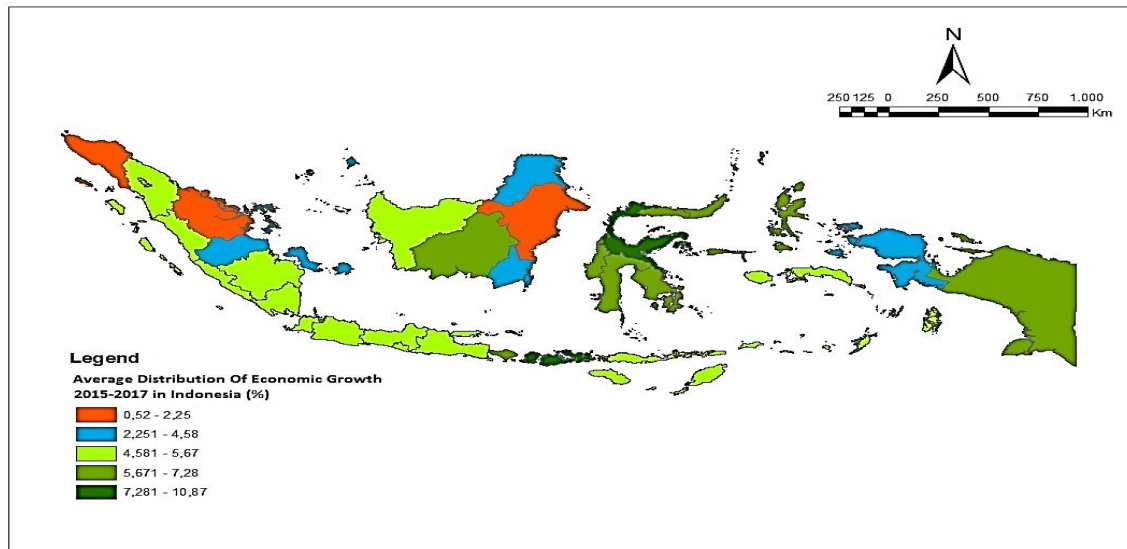 N
250 125 0 250 500 750 1.000
Km
Legend
Average Distribution Of Economic Growth
2015-2017 in Indonesia (%)
0,52 - 2,25
2,251 - 4,58
4,581 - 5,67
5,671 - 7,28
7,281 - 10,87